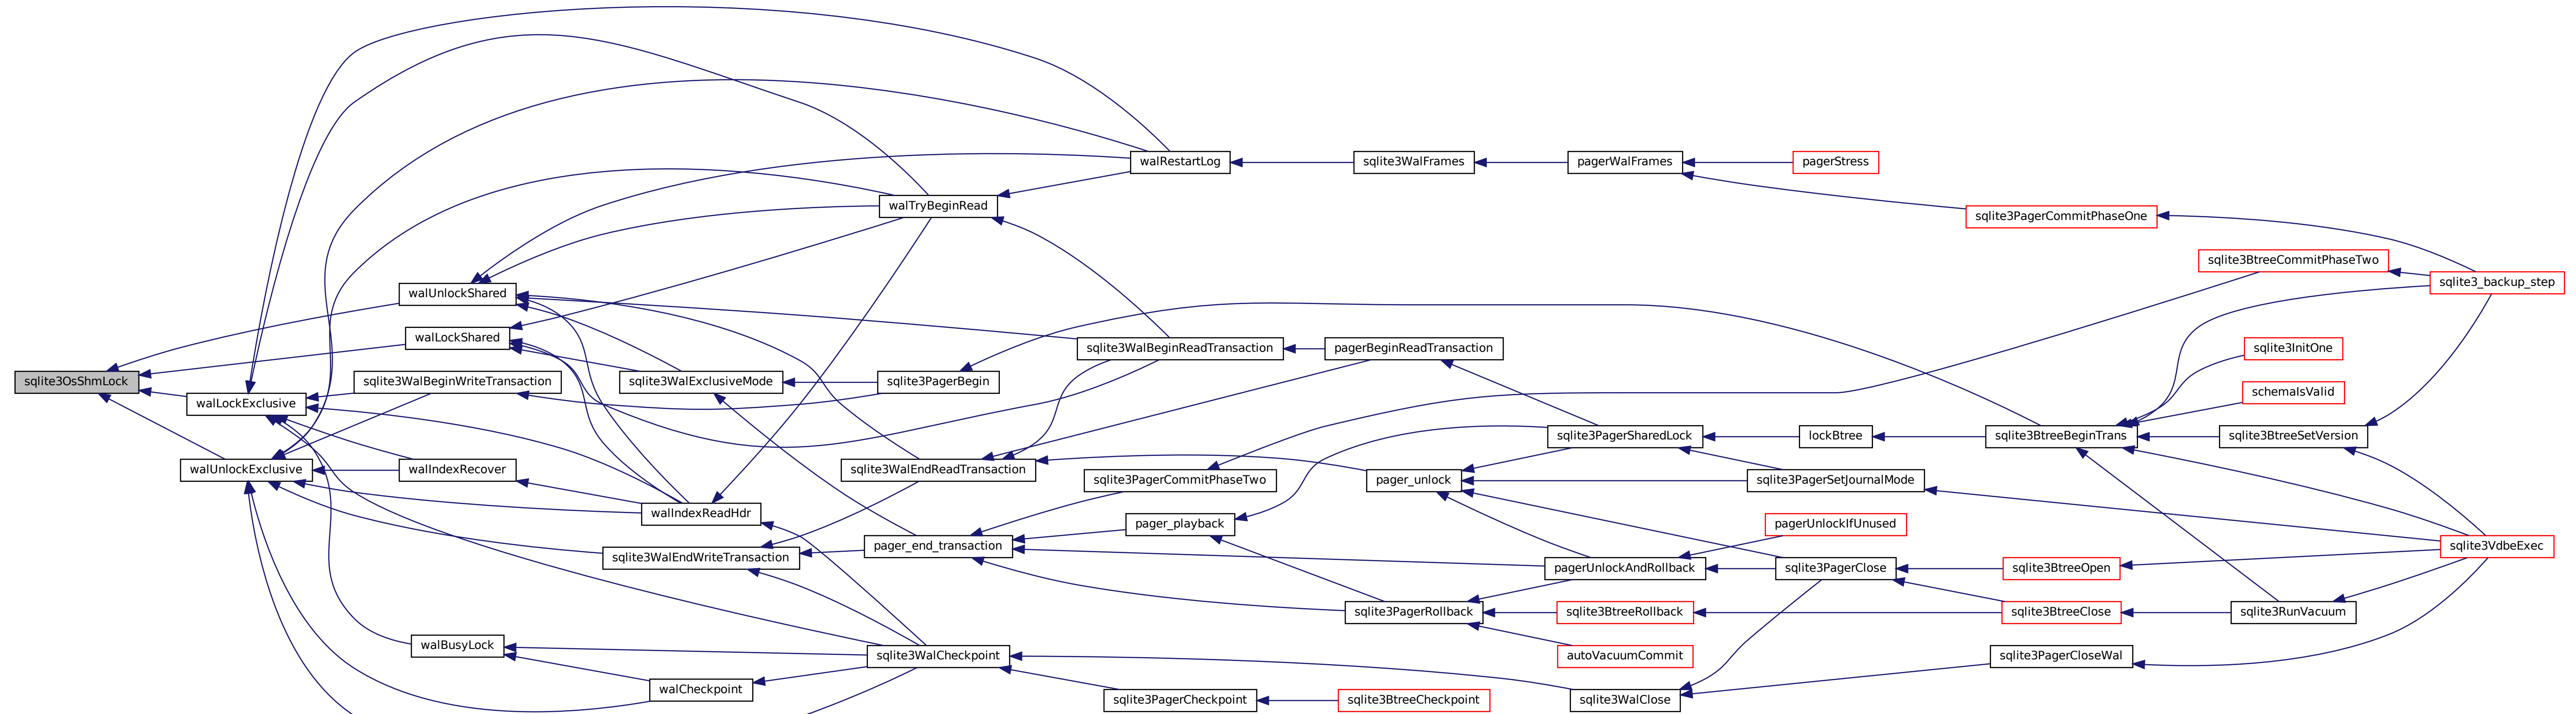 walRestartLog
sqlite3WalFrames
pagerWalFrames
pagerStress
walTryBeginRead
sqlite3PagerCommitPhaseOne
sqlite3BtreeCommitPhaseTwo
sqlite3_backup_step
walUnlockShared
walLockShared
sqlite3WalBeginReadTransaction
pagerBeginReadTransaction
sqlite3InitOne
sqlite3OsShmLock
sqlite3WalBeginWriteTransaction
sqlite3WalExclusiveMode
sqlite3PagerBegin
schemaIsValid
walLockExclusive
sqlite3PagerSharedLock
lockBtree
sqlite3BtreeBeginTrans
sqlite3BtreeSetVersion
walUnlockExclusive
walIndexRecover
sqlite3WalEndReadTransaction
sqlite3PagerCommitPhaseTwo
pager_unlock
sqlite3PagerSetJournalMode
walIndexReadHdr
pager_playback
pagerUnlockIfUnused
sqlite3WalEndWriteTransaction
pager_end_transaction
pagerUnlockAndRollback
sqlite3PagerClose
sqlite3BtreeOpen
sqlite3VdbeExec
sqlite3PagerRollback
sqlite3BtreeRollback
sqlite3BtreeClose
sqlite3RunVacuum
walBusyLock
sqlite3WalCheckpoint
autoVacuumCommit
sqlite3PagerCloseWal
walCheckpoint
sqlite3PagerCheckpoint
sqlite3BtreeCheckpoint
sqlite3WalClose